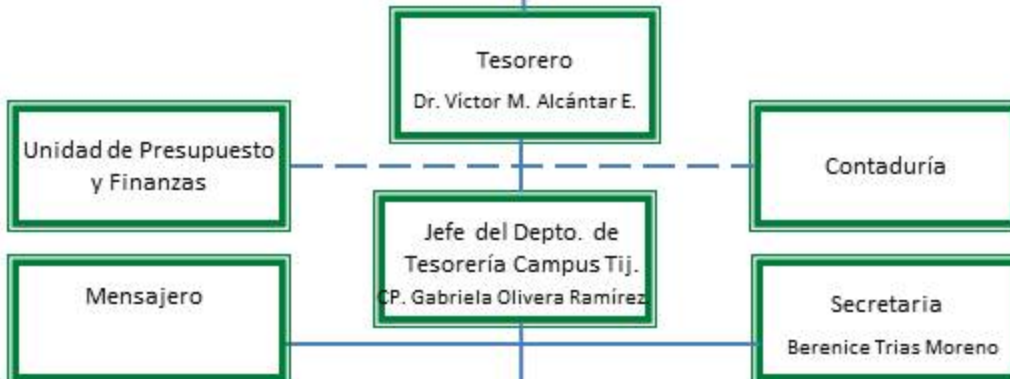 Tesorero
Dr. Víctor M. Alcántar E.
Unidad de Presupuesto
y Finanzas
Contaduría
Jefe del Depto. de
Tesorería Campus Tij.
CP. Gabriela Olivera Ramírez
Mensajero
Secretaria
Berenice Trias Moreno